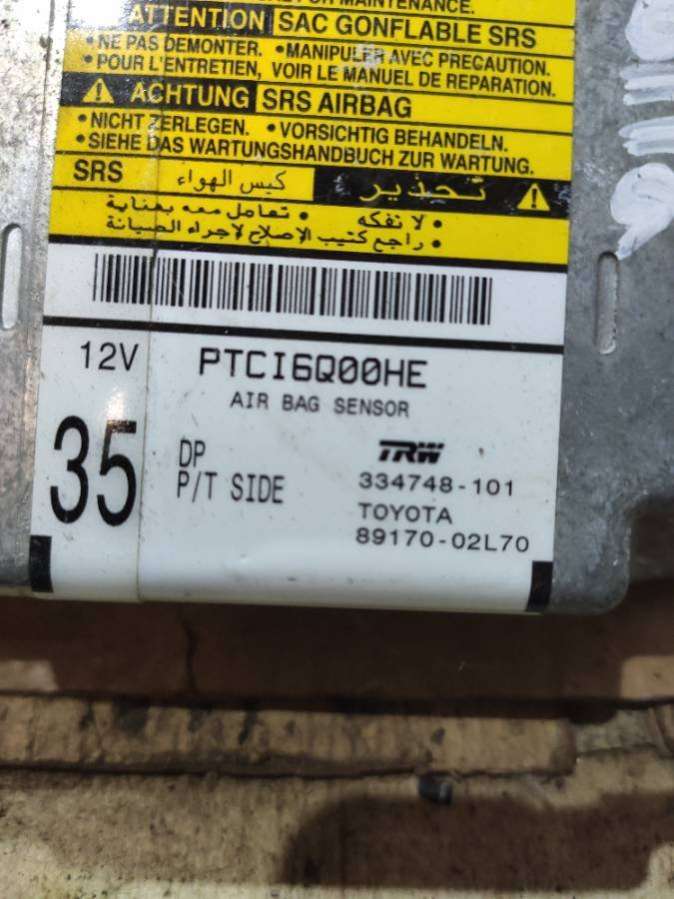 FOR MAINTENANCE.
ATTENTION SAC GONFLABLE SRS
•NE PAS DEMONTER. •MANIPULER AVEC PRECAUTION.
•POUR L'ENTRETIEN, VOIR LE MANUEL DE REPARATION.
ACHTUNG SRS AIRBAG
•NICHT ZERLEGEN. •VORSICHTIG BEHANDELN.
•SIEHE DAS WARTUNGSHANDBUCH ZUR WARTUNG.
تحذير كيس الهواء SRS
• لا تفكه • تعامل معه بعناية
• راجع كتيب الإصلاح لإجراء الصيانة
12V PTCI6Q00HE
AIR BAG SENSOR
35 DP TRW
P/T SIDE 334748-101
TOYOTA
89170-02L70